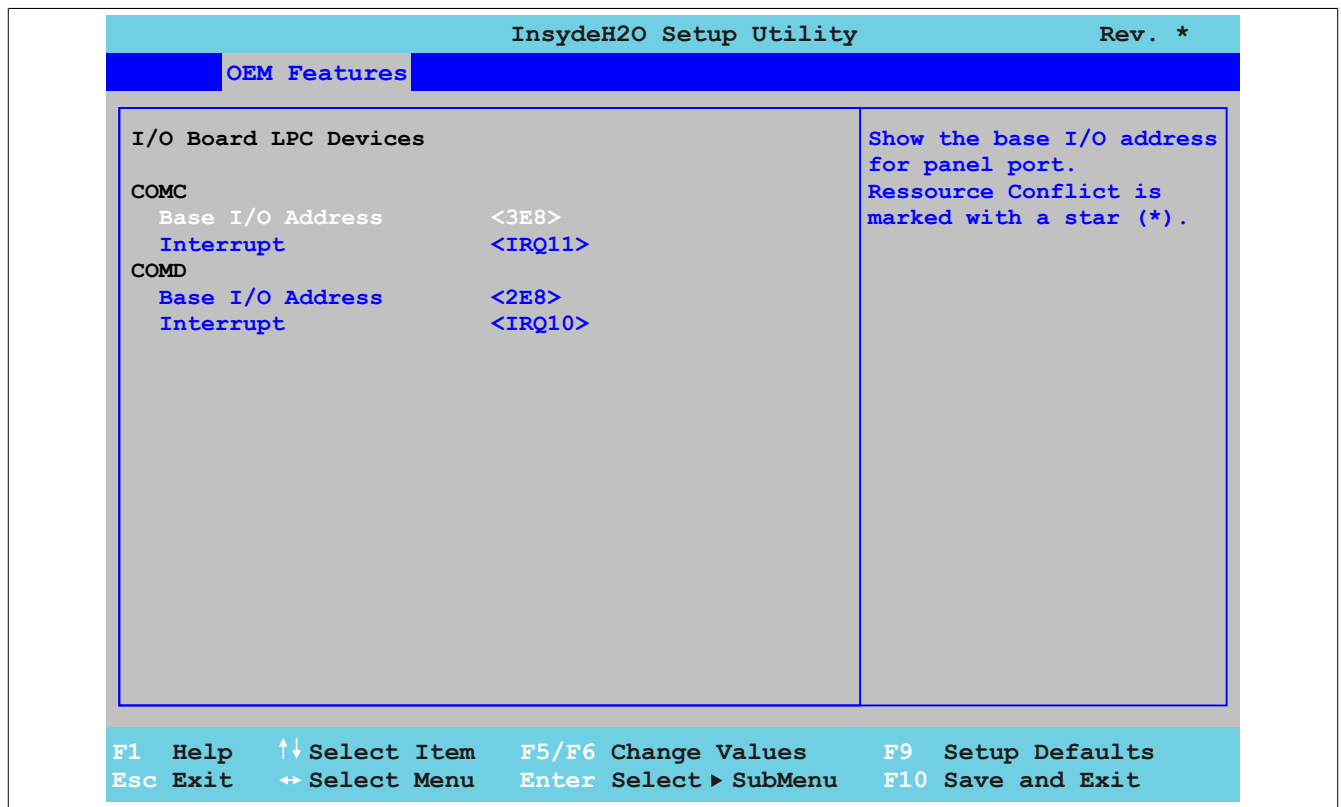 InsydeH2O Setup Utility Rev. *
OEM Features
I/O Board LPC Devices
COMC
Base I/O Address <3E8>
Interrupt <IRQ11>
COMD
Base I/O Address <2E8>
Interrupt <IRQ10>
Show the base I/O address
for panel port.
Ressource Conflict is
marked with a star (*).
F1 Help ↑↓ Select Item F5/F6 Change Values F9 Setup Defaults
Esc Exit ↔ Select Menu Enter Select ▶ SubMenu F10 Save and Exit